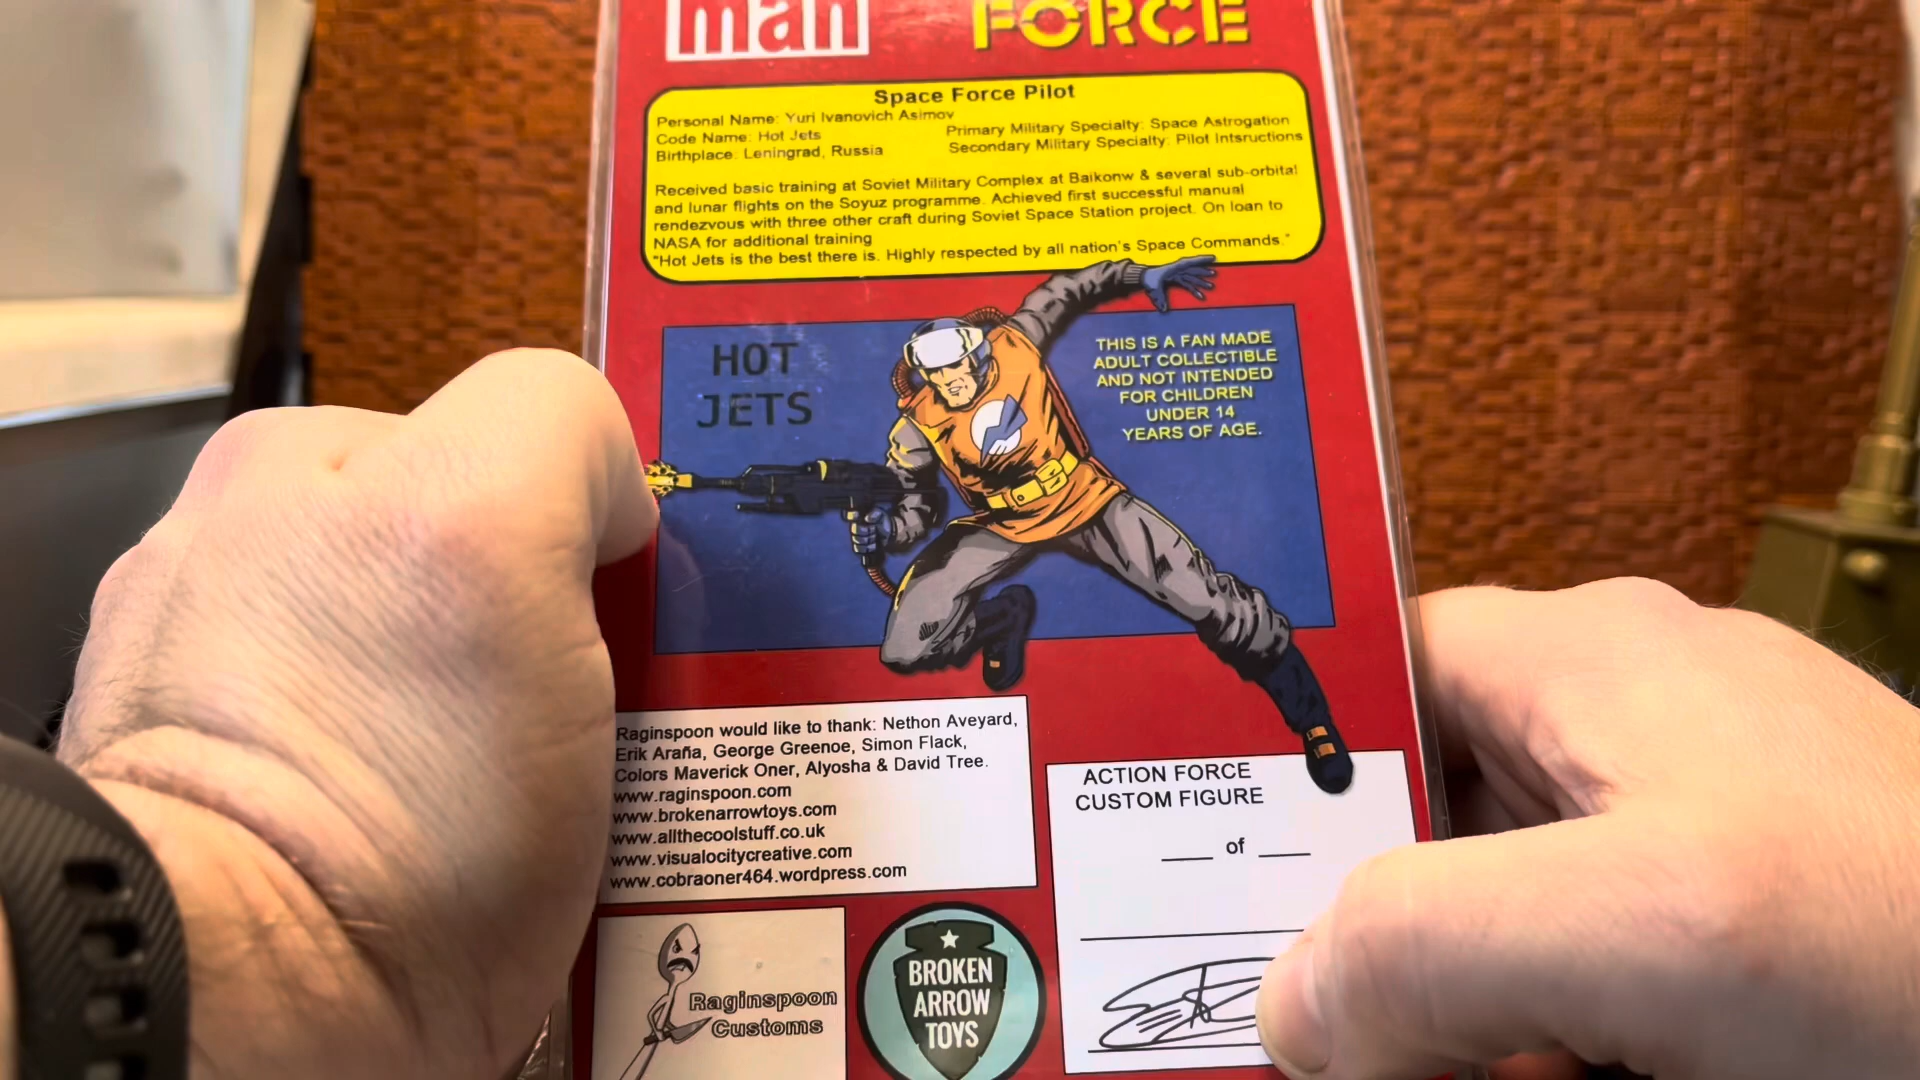 man
FORCE
Space Force Pilot
Personal Name: Yuri Ivanovich Asimov
Code Name: Hot Jets
Birthplace: Leningrad, Russia
Primary Military Specialty: Space Astrogation
Secondary Military Specialty: Pilot Intsructions
Received basic training at Soviet Military Complex at Baikonw & several sub-orbital
and lunar flights on the Soyuz programme. Achieved first successful manual
rendezvous with three other craft during Soviet Space Station project. On loan to
NASA for additional training
"Hot Jets is the best there is. Highly respected by all nation's Space Commands."
HOT
JETS
THIS IS A FAN MADE
ADULT COLLECTIBLE
AND NOT INTENDED
FOR CHILDREN
UNDER 14
YEARS OF AGE.
Raginspoon would like to thank: Nethon Aveyard,
Erik Araña, George Greenoe, Simon Flack,
Colors Maverick Oner, Alyosha & David Tree.
www.raginspoon.com
www.brokenarrowtoys.com
www.allthecoolstuff.co.uk
www.visualocitycreative.com
www.cobraoner464.wordpress.com
ACTION FORCE
CUSTOM FIGURE
___ of ___
Raginspoon
Customs
BROKEN
ARROW
TOYS